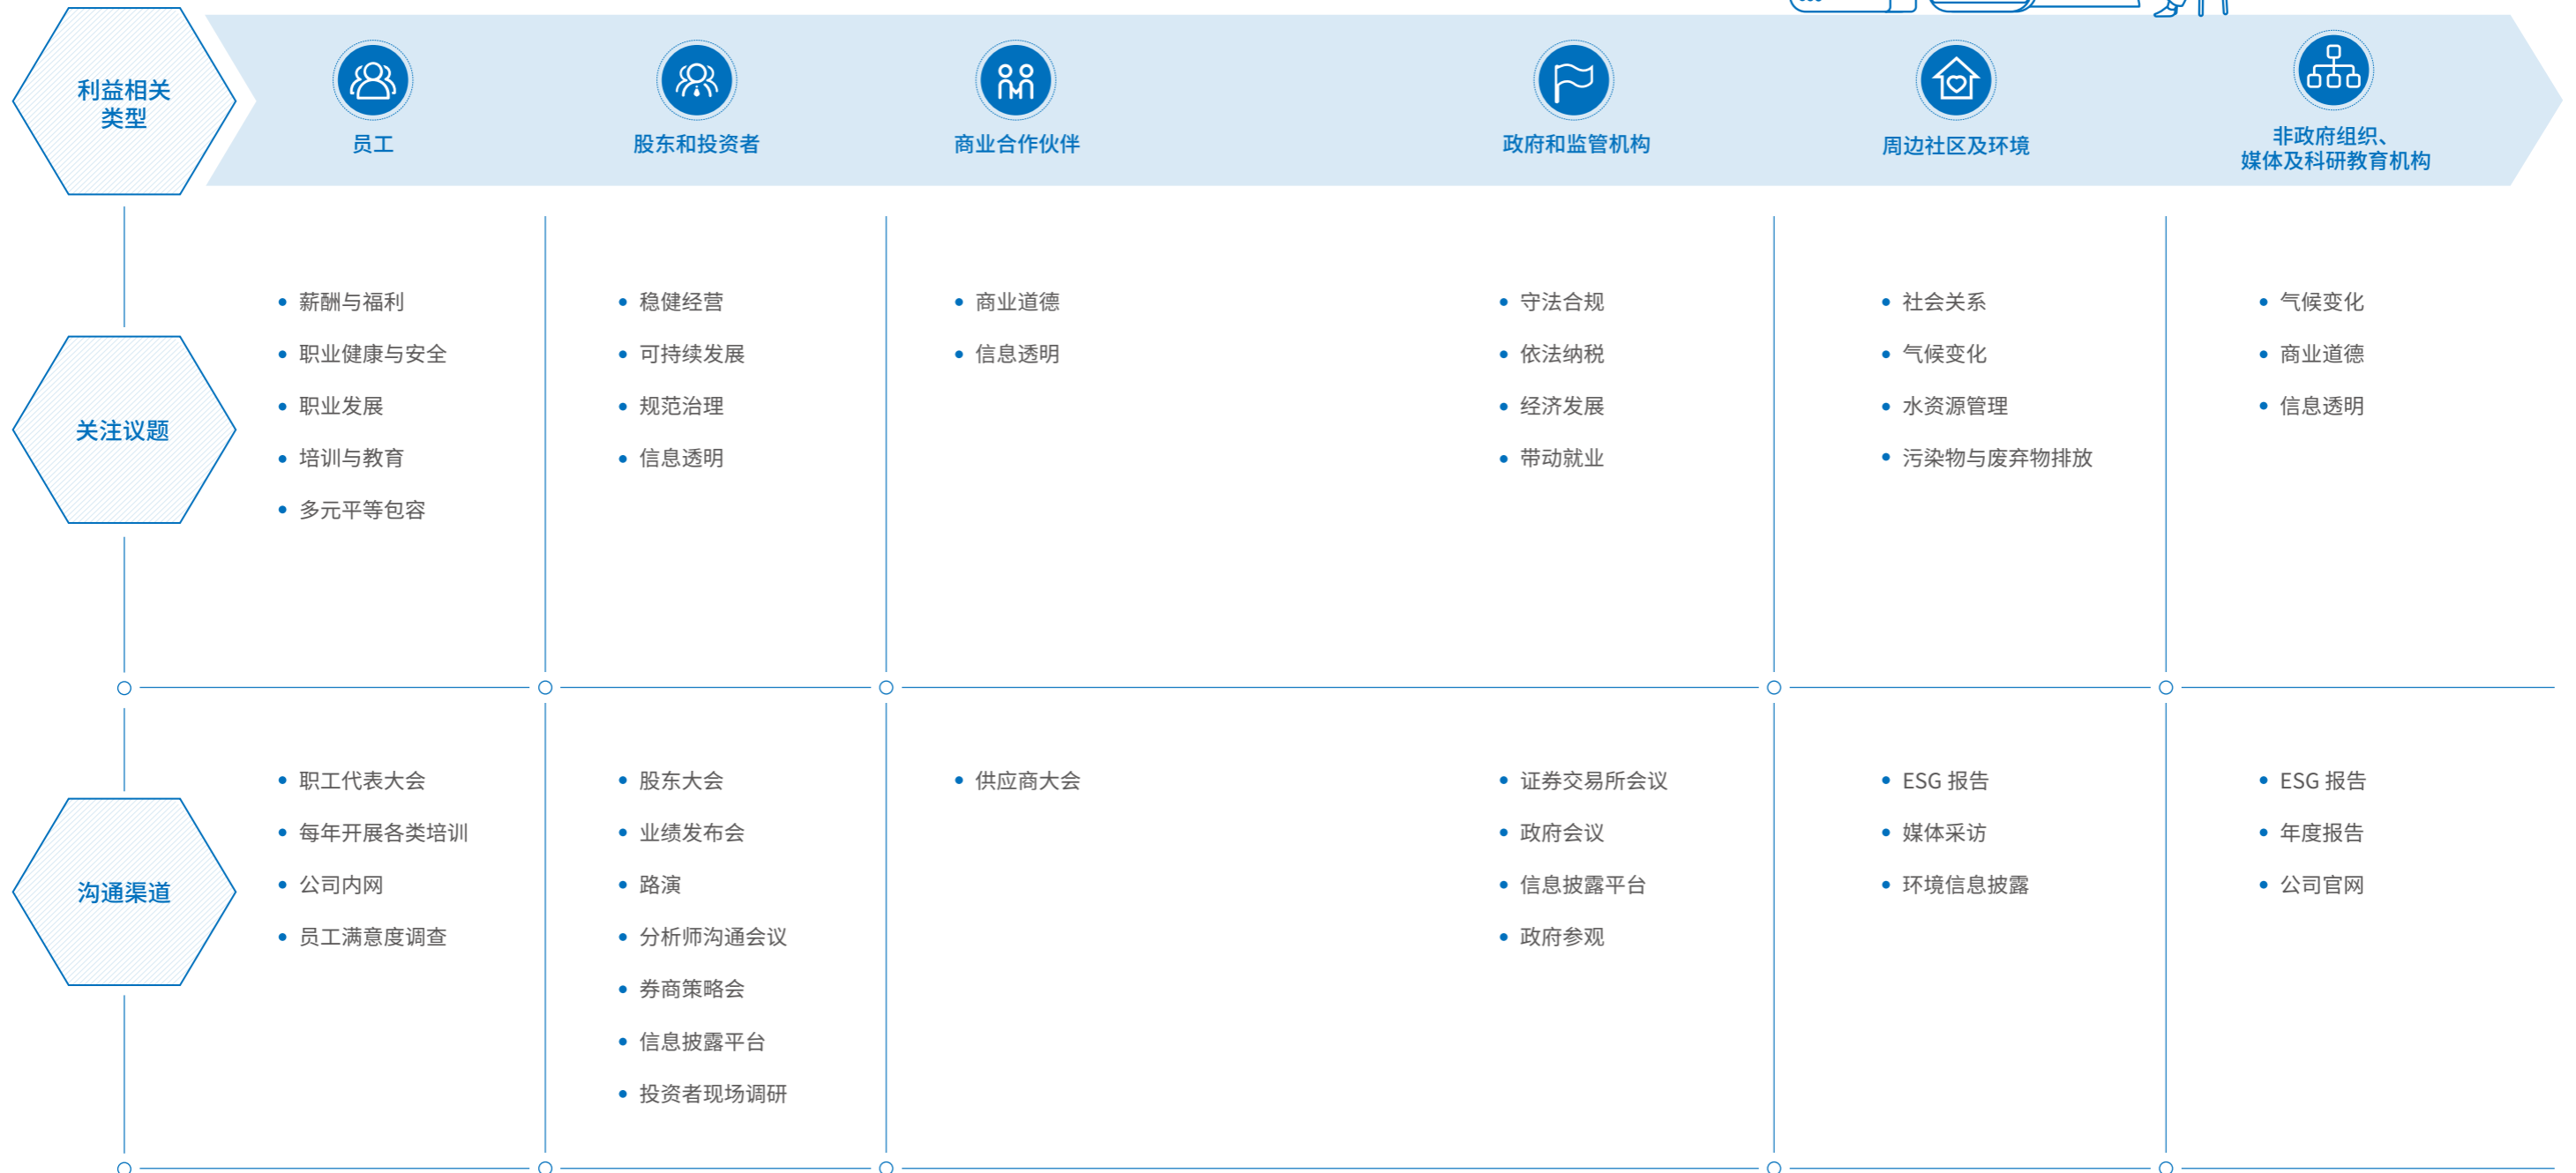 利益相关
类型
员工
股东和投资者
商业合作伙伴
政府和监管机构
周边社区及环境
非政府组织、
媒体及科研教育机构
关注议题
薪酬与福利
职业健康与安全
职业发展
培训与教育
多元平等包容
稳健经营
可持续发展
规范治理
信息透明
商业道德
信息透明
守法合规
依法纳税
经济发展
带动就业
社会关系
气候变化
水资源管理
污染物与废弃物排放
气候变化
商业道德
信息透明
沟通渠道
职工代表大会
每年开展各类培训
公司内网
员工满意度调查
股东大会
业绩发布会
路演
分析师沟通会议
券商策略会
信息披露平台
投资者现场调研
供应商大会
证券交易所会议
政府会议
信息披露平台
政府参观
ESG 报告
媒体采访
环境信息披露
ESG 报告
年度报告
公司官网